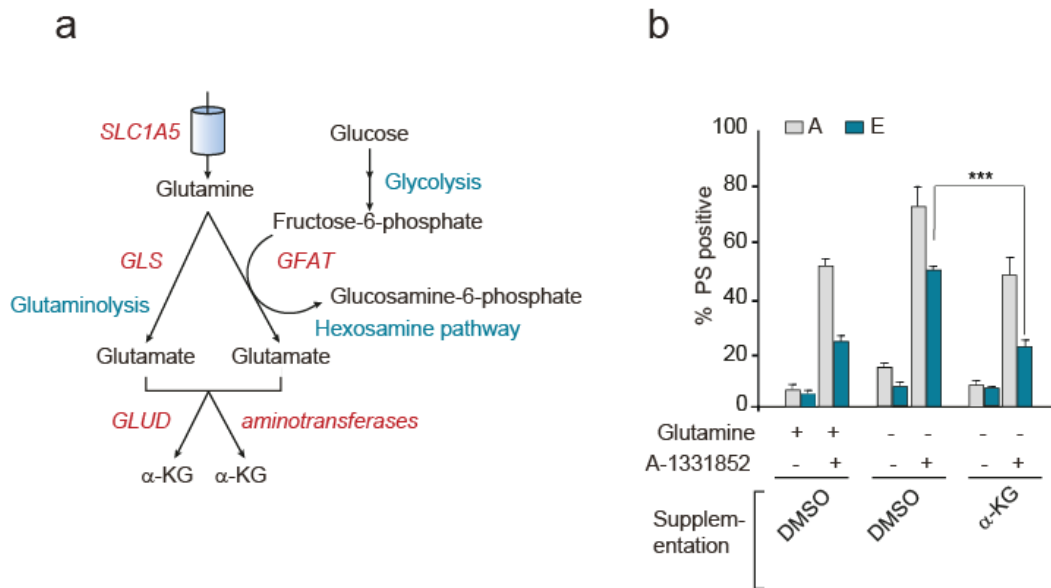 a
SLC1A5
Glutamine
Glucose
Glycolysis
Fructose-6-phosphate
GLS
GFAT
Glutaminolysis
Glucosamine-6-phosphate
Hexosamine pathway
Glutamate Glutamate
GLUD aminotransferases
α-KG α-KG
b
A E
% PS positive
100
80
60
40
20
0
***
Glutamine + + - - - -
A-1331852 - + - + - +
Supplem-
entation
DMSO DMSO α-KG